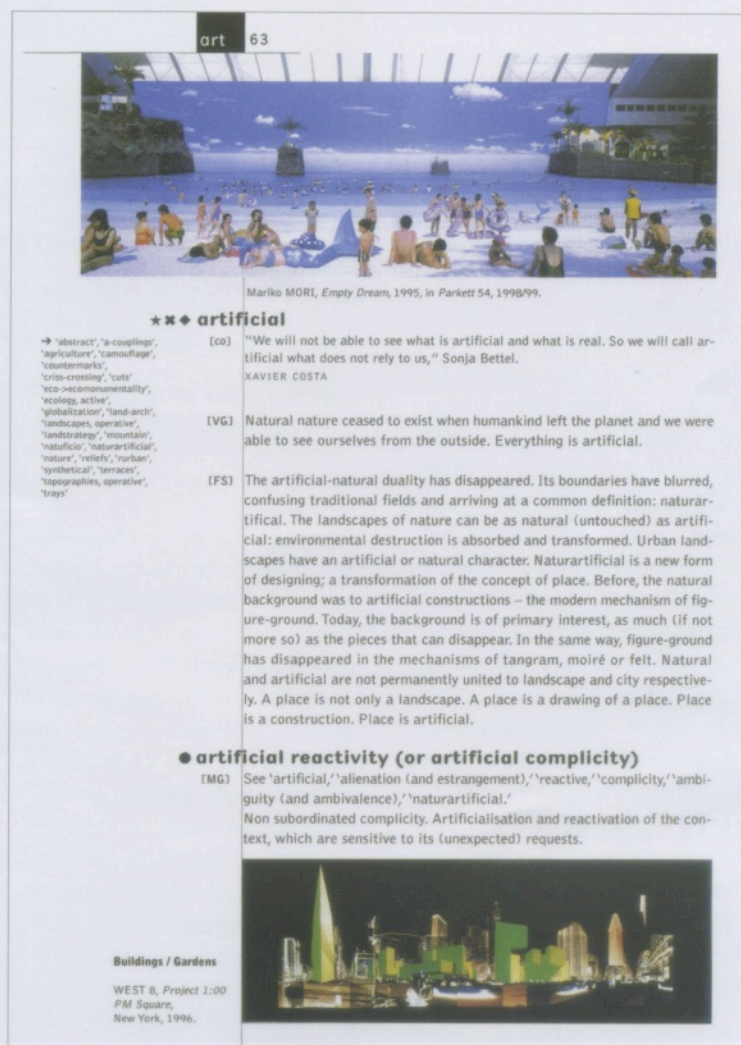 art 63
Mariko MORI, Empty Dream, 1995, in Parkett 54, 1998/99.
★✖◆ artificial
➔ 'abstract', 'a-couplings',
'agriculture', 'camouflage',
'countermarks',
'criss-crossing', 'cuts'
'eco->ecomonumentality',
'ecology, active',
'globalization', 'land-arch',
'landscapes, operative',
'landstrategy', 'mountain',
'natuficio', 'naturartificial',
'nature', 'reliefs', 'rurban',
'synthetical', 'terraces',
'topographies, operative',
'trays'
[co] "We will not be able to see what is artificial and what is real. So we will call ar-
tificial what does not rely to us," Sonja Bettel.
XAVIER COSTA
[VG] Natural nature ceased to exist when humankind left the planet and we were
able to see ourselves from the outside. Everything is artificial.
[FS] The artificial-natural duality has disappeared. Its boundaries have blurred,
confusing traditional fields and arriving at a common definition: naturar-
tifical. The landscapes of nature can be as natural (untouched) as artifi-
cial: environmental destruction is absorbed and transformed. Urban land-
scapes have an artificial or natural character. Naturartificial is a new form
of designing; a transformation of the concept of place. Before, the natural
background was to artificial constructions – the modern mechanism of fig-
ure-ground. Today, the background is of primary interest, as much (if not
more so) as the pieces that can disappear. In the same way, figure-ground
has disappeared in the mechanisms of tangram, moiré or felt. Natural
and artificial are not permanently united to landscape and city respective-
ly. A place is not only a landscape. A place is a drawing of a place. Place
is a construction. Place is artificial.
● artificial reactivity (or artificial complicity)
[MG] See 'artificial,' 'alienation (and estrangement),' 'reactive,' 'complicity,' 'ambi-
guity (and ambivalence),' 'naturartificial.'
Non subordinated complicity. Artificialisation and reactivation of the con-
text, which are sensitive to its (unexpected) requests.
Buildings / Gardens
WEST 8, Project 1:00
PM Square,
New York, 1996.